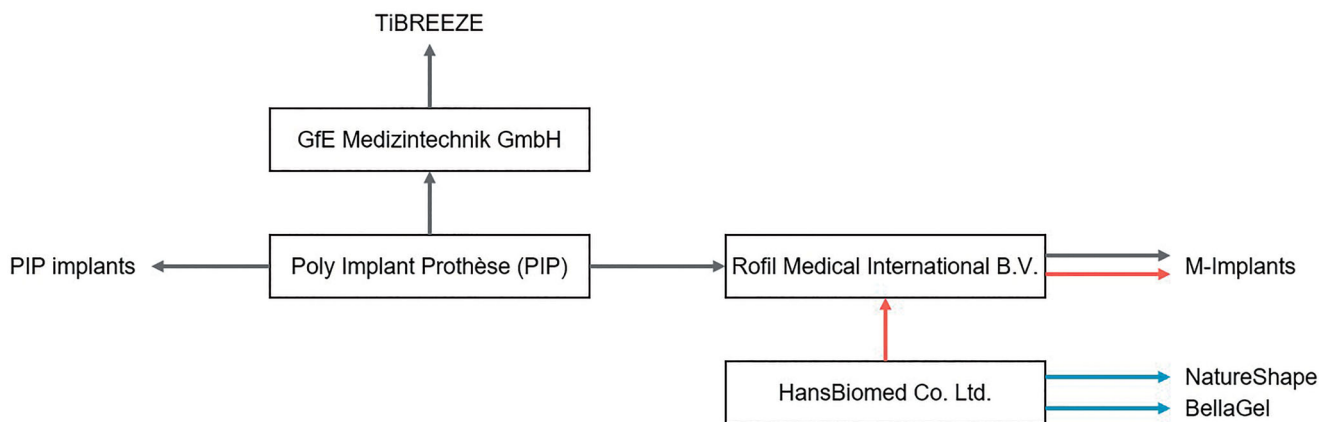 TiBREEZE
GfE Medizintechnik GmbH
PIP implants
Poly Implant Prothèse (PIP)
Rofil Medical International B.V.
M-Implants
HansBiomed Co. Ltd.
NatureShape
BellaGel